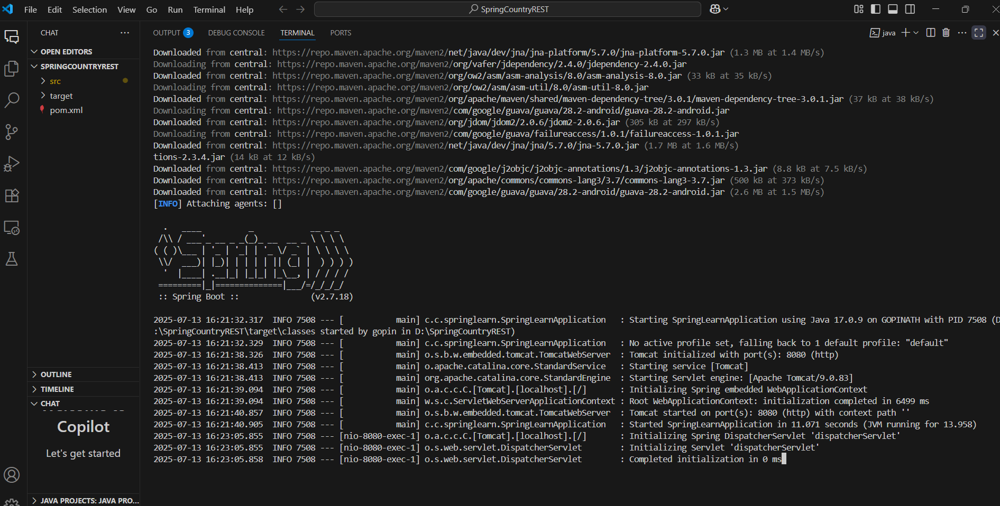 File Edit Selection View Go Run Terminal Help
SpringCountryREST
CHAT
OPEN EDITORS
SPRINGCOUNTRYREST
src
target
pom.xml
OUTLINE
TIMELINE
CHAT
Copilot
Let's get started
JAVA PROJECTS: JAVA PRO...
OUTPUT 3 DEBUG CONSOLE TERMINAL PORTS
java
Downloaded from central: https://repo.maven.apache.org/maven2/net/java/dev/jna/jna-platform/5.7.0/jna-platform-5.7.0.jar (1.3 MB at 1.4 MB/s)
Downloading from central: https://repo.maven.apache.org/maven2/org/vafer/jdependency/2.4.0/jdependency-2.4.0.jar
Downloaded from central: https://repo.maven.apache.org/maven2/org/ow2/asm/asm-analysis/8.0/asm-analysis-8.0.jar (33 kB at 35 kB/s)
Downloading from central: https://repo.maven.apache.org/maven2/org/ow2/asm/asm-util/8.0/asm-util-8.0.jar
Downloaded from central: https://repo.maven.apache.org/maven2/org/apache/maven/shared/maven-dependency-tree/3.0.1/maven-dependency-tree-3.0.1.jar (37 kB at 38 kB/s)
Downloading from central: https://repo.maven.apache.org/maven2/com/google/guava/guava/28.2-android/guava-28.2-android.jar
Downloaded from central: https://repo.maven.apache.org/maven2/org/jdom/jdom2/2.0.6/jdom2-2.0.6.jar (305 kB at 297 kB/s)
Downloading from central: https://repo.maven.apache.org/maven2/com/google/guava/failureaccess/1.0.1/failureaccess-1.0.1.jar
Downloaded from central: https://repo.maven.apache.org/maven2/net/java/dev/jna/jna/5.7.0/jna-5.7.0.jar (1.7 MB at 1.6 MB/s)
tions-2.3.4.jar (14 kB at 12 kB/s)
Downloaded from central: https://repo.maven.apache.org/maven2/com/google/j2objc/j2objc-annotations/1.3/j2objc-annotations-1.3.jar (8.8 kB at 7.5 kB/s)
Downloaded from central: https://repo.maven.apache.org/maven2/org/apache/commons/commons-lang3/3.7/commons-lang3-3.7.jar (500 kB at 373 kB/s)
Downloaded from central: https://repo.maven.apache.org/maven2/com/google/guava/guava/28.2-android/guava-28.2-android.jar (2.6 MB at 1.5 MB/s)
[INFO] Attaching agents: []
  .   ____          _            __ _ _
 /\\ / ___'_ __ _ _(_)_ __  __ _ \ \ \ \
( ( )\___ | '_ | '_| | '_ \/ _` | \ \ \ \
 \\/  ___)| |_)| | | | | || (_| |  ) ) ) )
  '  |____| .__|_| |_|_| |_\__, | / / / /
 =========|_|==============|___/=/_/_/_/
 :: Spring Boot ::               (v2.7.18)
2025-07-13 16:21:32.317  INFO 7508 --- [           main] c.c.springlearn.SpringLearnApplication   : Starting SpringLearnApplication using Java 17.0.9 on GOPINATH with PID 7508 (D
:\SpringCountryREST\target\classes started by gopin in D:\SpringCountryREST)
2025-07-13 16:21:32.329  INFO 7508 --- [           main] c.c.springlearn.SpringLearnApplication   : No active profile set, falling back to 1 default profile: "default"
2025-07-13 16:21:38.326  INFO 7508 --- [           main] o.s.b.w.embedded.tomcat.TomcatWebServer  : Tomcat initialized with port(s): 8080 (http)
2025-07-13 16:21:38.413  INFO 7508 --- [           main] o.apache.catalina.core.StandardService   : Starting service [Tomcat]
2025-07-13 16:21:38.413  INFO 7508 --- [           main] org.apache.catalina.core.StandardEngine  : Starting Servlet engine: [Apache Tomcat/9.0.83]
2025-07-13 16:21:39.094  INFO 7508 --- [           main] o.a.c.c.C.[Tomcat].[localhost].[/]       : Initializing Spring embedded WebApplicationContext
2025-07-13 16:21:39.094  INFO 7508 --- [           main] w.s.c.ServletWebServerApplicationContext : Root WebApplicationContext: initialization completed in 6499 ms
2025-07-13 16:21:40.857  INFO 7508 --- [           main] o.s.b.w.embedded.tomcat.TomcatWebServer  : Tomcat started on port(s): 8080 (http) with context path ''
2025-07-13 16:21:40.905  INFO 7508 --- [           main] c.c.springlearn.SpringLearnApplication   : Started SpringLearnApplication in 11.071 seconds (JVM running for 13.958)
2025-07-13 16:23:05.855  INFO 7508 --- [nio-8080-exec-1] o.a.c.c.C.[Tomcat].[localhost].[/]       : Initializing Spring DispatcherServlet 'dispatcherServlet'
2025-07-13 16:23:05.855  INFO 7508 --- [nio-8080-exec-1] o.s.web.servlet.DispatcherServlet        : Initializing Servlet 'dispatcherServlet'
2025-07-13 16:23:05.858  INFO 7508 --- [nio-8080-exec-1] o.s.web.servlet.DispatcherServlet        : Completed initialization in 0 ms